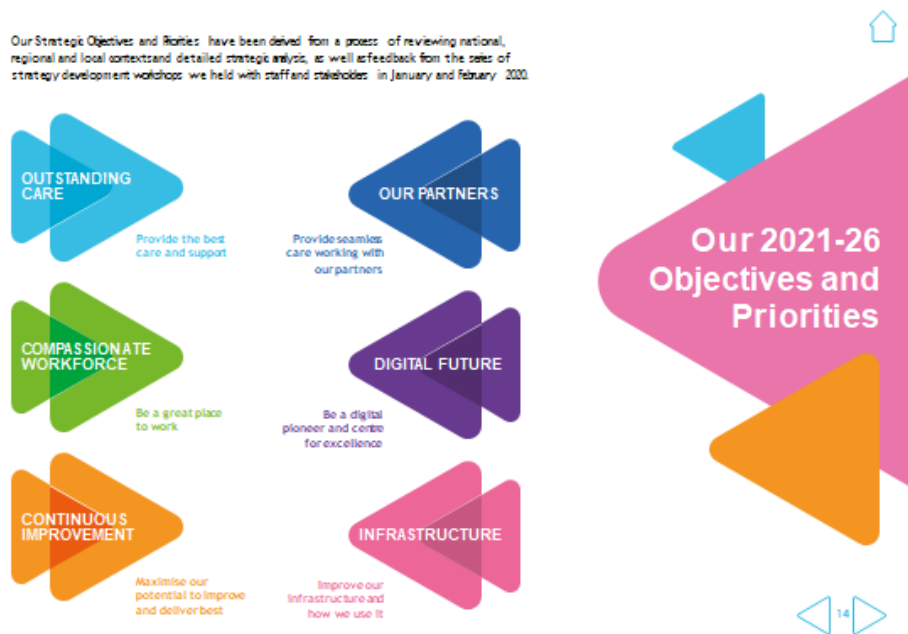 Our Strategic Objectives and Priorities have been derived from a process of reviewing national,
regional and local contexts and detailed strategic analysis, as well as feedback from the series of
strategy development workshops we held with staff and stakeholders in January and February 2020.
OUTSTANDING
CARE
Provide the best
care and support
OUR PARTNERS
Provide seamless
care working with
our partners
COMPASSIONATE
WORKFORCE
Be a great place
to work
DIGITAL FUTURE
Be a digital
pioneer and centre
for excellence
CONTINUOUS
IMPROVEMENT
Maximise our
potential to improve
and deliver best
INFRASTRUCTURE
Improve our
infrastructure and
how we use it
Our 2021-26
Objectives and
Priorities
14